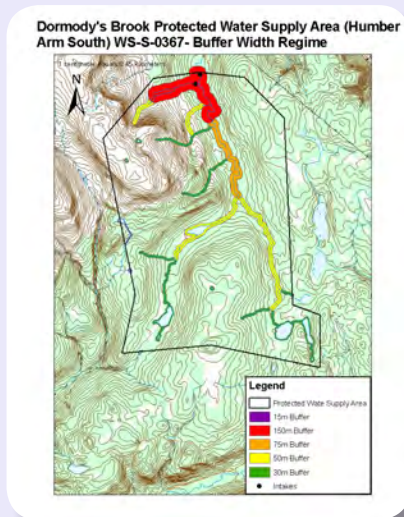 Dormody's Brook Protected Water Supply Area (Humber
Arm South) WS-S-0367- Buffer Width Regime
N
Legend
Protected Wate Supply Area
15m Buffer
150m Buffer
75m Buffer
50m Buffer
30m Buffer
Intakes